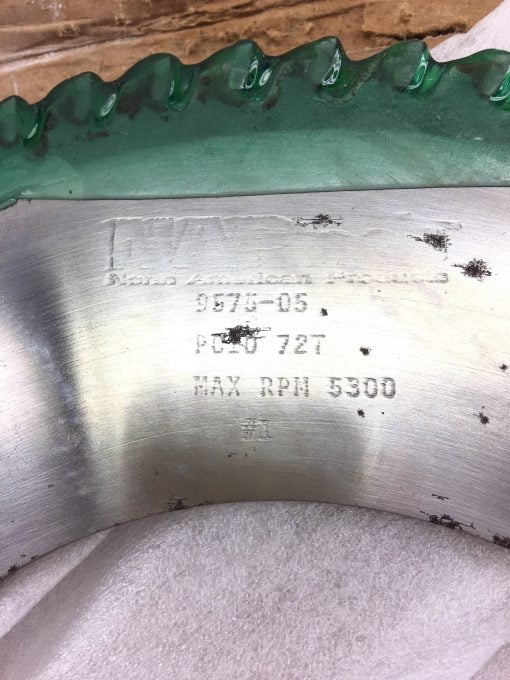 North American Products
9575-05
72T
MAX RPM 5300
#1